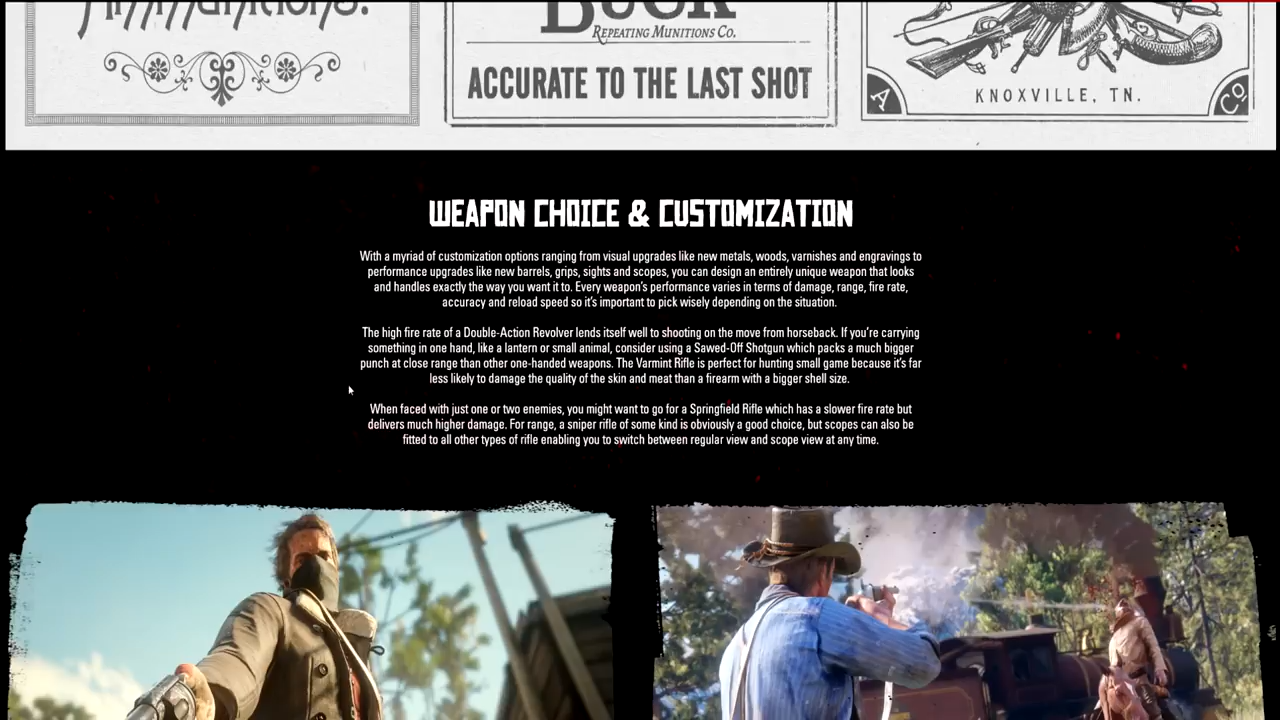 Ammunitions.
BUCK
REPEATING MUNITIONS CO.
ACCURATE TO THE LAST SHOT
KNOXVILLE, TN.
A
CO
WEAPON CHOICE & CUSTOMIZATION
With a myriad of customization options ranging from visual upgrades like new metals, woods, varnishes and engravings to
performance upgrades like new barrels, grips, sights and scopes, you can design an entirely unique weapon that looks
and handles exactly the way you want it to. Every weapon's performance varies in terms of damage, range, fire rate,
accuracy and reload speed so it's important to pick wisely depending on the situation.
The high fire rate of a Double-Action Revolver lends itself well to shooting on the move from horseback. If you're carrying
something in one hand, like a lantern or small animal, consider using a Sawed-Off Shotgun which packs a much bigger
punch at close range than other one-handed weapons. The Varmint Rifle is perfect for hunting small game because it's far
less likely to damage the quality of the skin and meat than a firearm with a bigger shell size.
When faced with just one or two enemies, you might want to go for a Springfield Rifle which has a slower fire rate but
delivers much higher damage. For range, a sniper rifle of some kind is obviously a good choice, but scopes can also be
fitted to all other types of rifle enabling you to switch between regular view and scope view at any time.